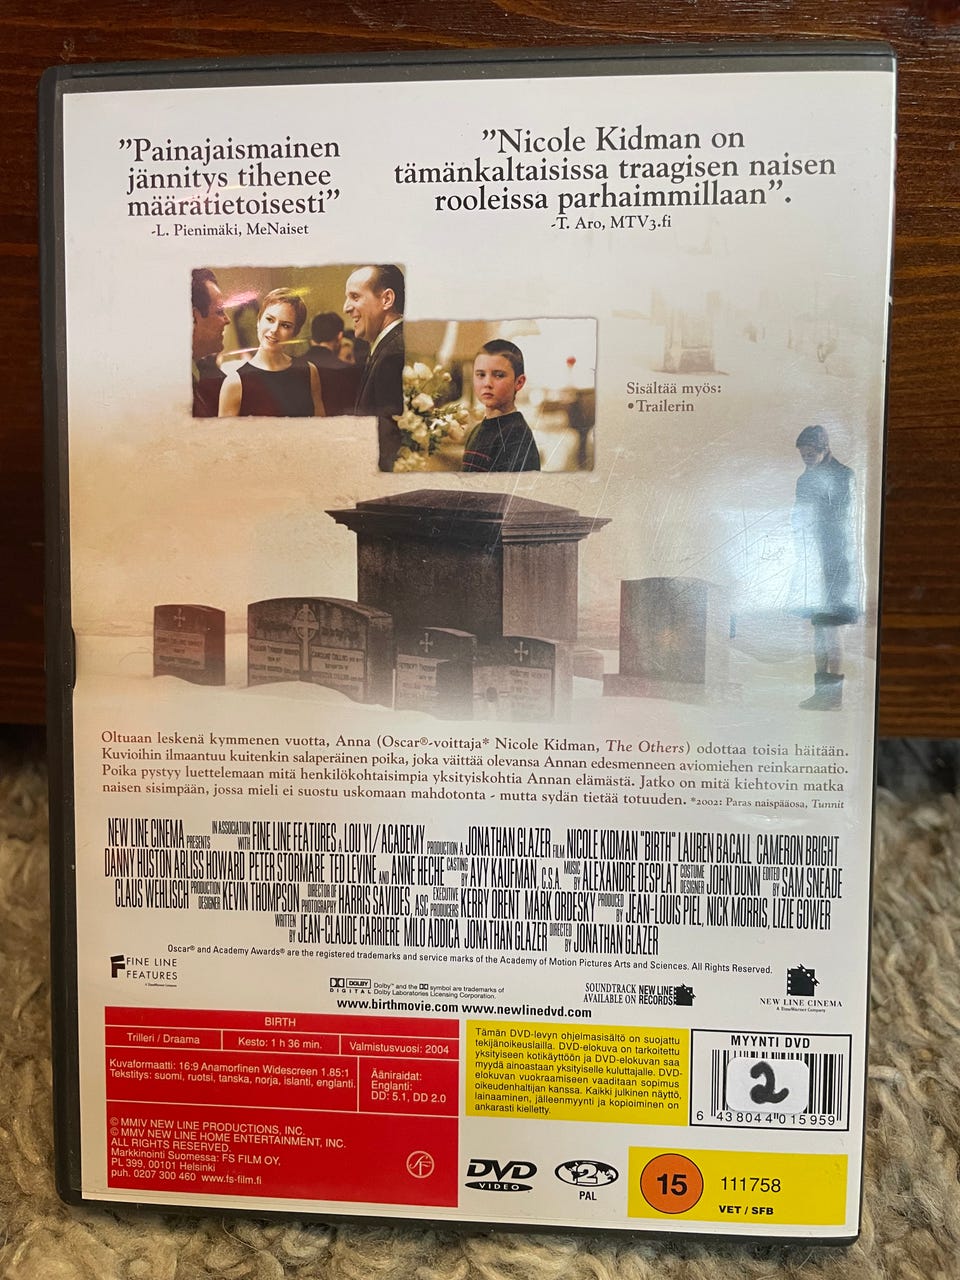 ”Painajaismainen
jännitys tihenee
määrätietoisesti”
-L. Pienimäki, MeNaiset
”Nicole Kidman on
tämänkaltaisissa traagisen naisen
rooleissa parhaimmillaan”.
-T. Aro, MTV3.fi
Sisältää myös:
•Trailerin
Oltuaan leskenä kymmenen vuotta, Anna (Oscar®-voittaja* Nicole Kidman, The Others) odottaa toisia häitään.
Kuvioihin ilmaantuu kuitenkin salaperäinen poika, joka väittää olevansa Annan edesmenneen aviomiehen reinkarnaatio.
Poika pystyy luettelemaan mitä henkilökohtaisimpia yksityiskohtia Annan elämästä. Jatko on mitä kiehtovin matka
naisen sisimpään, jossa mieli ei suostu uskomaan mahdotonta - mutta sydän tietää totuuden. *2002: Paras naispääosa, Tunnit
NEW LINE CINEMA PRESENTS IN ASSOCIATION WITH FINE LINE FEATURES A LOU YI / ACADEMY PRODUCTION A JONATHAN GLAZER FILM NICOLE KIDMAN "BIRTH" LAUREN BACALL CAMERON BRIGHT
DANNY HUSTON ARLISS HOWARD PETER STORMARE TED LEVINE AND ANNE HECHE CASTING BY AVY KAUFMAN, C.S.A. MUSIC BY ALEXANDRE DESPLAT COSTUME DESIGNER JOHN DUNN EDITED BY SAM SNEADE
CLAUS WEHLISCH PRODUCTION DESIGNER KEVIN THOMPSON DIRECTOR OF PHOTOGRAPHY HARRIS SAVIDES, ASC EXECUTIVE PRODUCERS KERRY ORENT MARK ORDESKY PRODUCED BY JEAN-LOUIS PIEL, NICK MORRIS, LIZIE GOWER
WRITTEN BY JEAN-CLAUDE CARRIERE MILO ADDICA JONATHAN GLAZER DIRECTED BY JONATHAN GLAZER
Oscar® and Academy Awards® are the registered trademarks and service marks of the Academy of Motion Pictures Arts and Sciences. All Rights Reserved.
FINE LINE
FEATURES
DOLBY
DIGITAL
Dolby™ and the symbol are trademarks of
Dolby Laboratories Licensing Corporation.
SOUNDTRACK NEW LINE
AVAILABLE ON RECORDS
NEW LINE CINEMA
A TimeWarner Company
www.birthmovie.com www.newlinedvd.com
BIRTH
Trilleri / Draama
Kesto: 1 h 36 min.
Valmistusvuosi: 2004
Kuvaformaatti: 16:9 Anamorfinen Widescreen 1.85:1
Tekstitys: suomi, ruotsi, tanska, norja, islanti, englanti.
Ääniraidat:
Englanti:
DD: 5.1, DD 2.0
© MMIV NEW LINE PRODUCTIONS, INC.
© MMV NEW LINE HOME ENTERTAINMENT, INC.
ALL RIGHTS RESERVED.
Markkinointi Suomessa: FS FILM OY,
PL 399, 00101 Helsinki
puh. 0207 300 460 www.fs-film.fi
Tämän DVD-levyn ohjelmasisältö on suojattu
tekijänoikeuslailla. DVD-elokuva on tarkoitettu
yksityiseen kotikäyttöön ja DVD-elokuvan saa
myydä ainoastaan yksityiselle kuluttajalle. DVD-
elokuvan vuokraamiseen vaaditaan sopimus
oikeudenhaltijan kanssa. Kaikki julkinen näyttö,
lainaaminen, jälleenmyynti ja kopioiminen on
ankarasti kielletty.
MYYNTI DVD
2
6 438044 015959
DVD
VIDEO
2
PAL
15
111758
VET / SFB